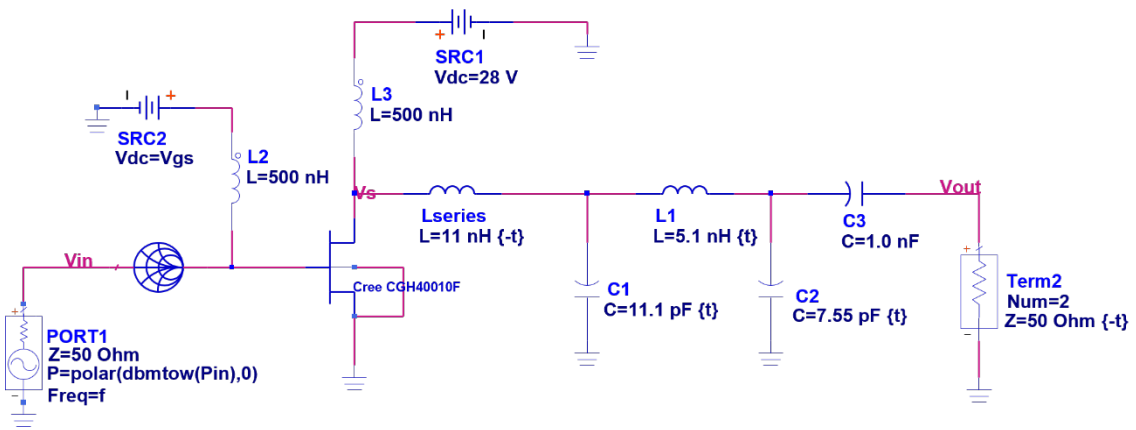 SRC1
Vdc=28 V
L3
L=500 nH
SRC2
Vdc=Vgs
L2
L=500 nH
Vs
Lseries
L=11 nH {-t}
L1
L=5.1 nH {t}
C3
C=1.0 nF
Vout
Vin
Cree CGH40010F
C1
C=11.1 pF {t}
C2
C=7.55 pF {t}
Term2
Num=2
Z=50 Ohm {-t}
PORT1
Z=50 Ohm
P=polar(dbmtow(Pin),0)
Freq=f